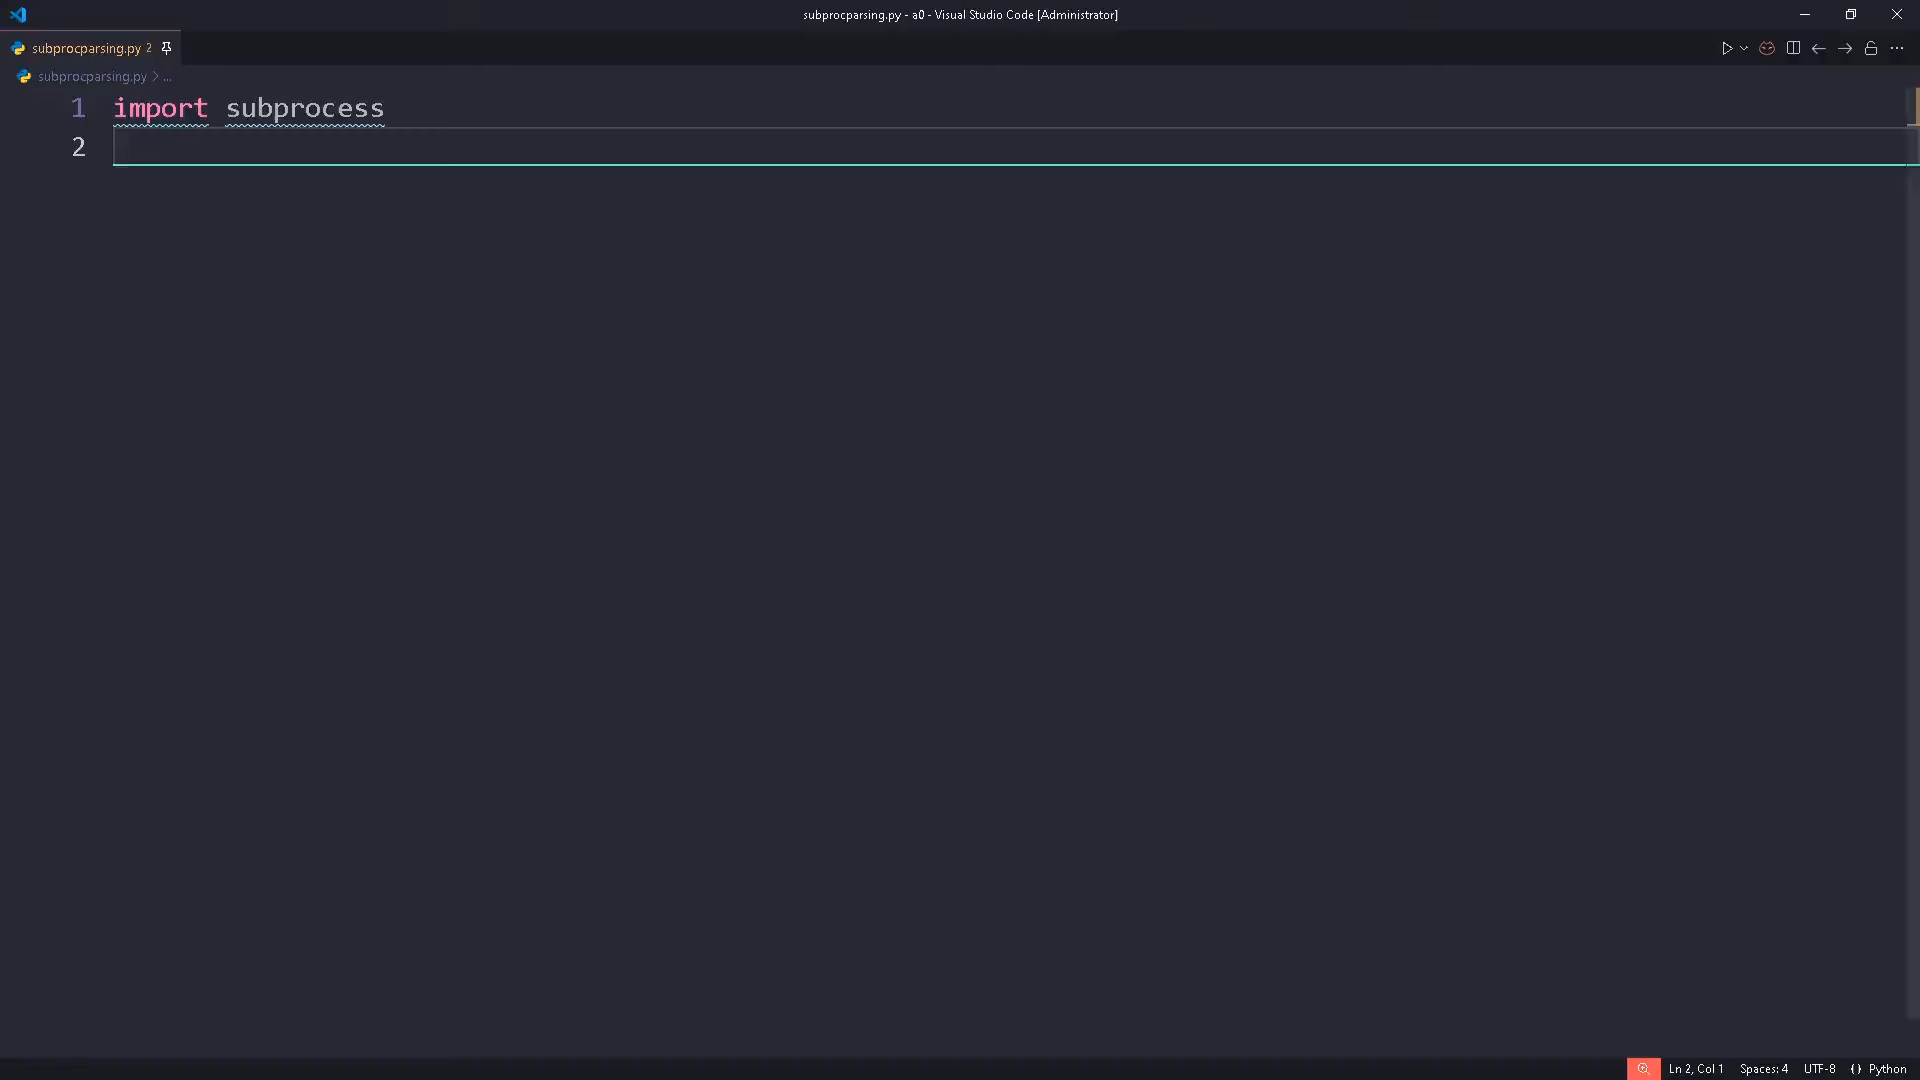 subprocparsing.py - a0 - Visual Studio Code [Administrator]
subprocparsing.py 2
subprocparsing.py > ...
1 import subprocess
2
Ln 2, Col 1 Spaces: 4 UTF-8 {} Python